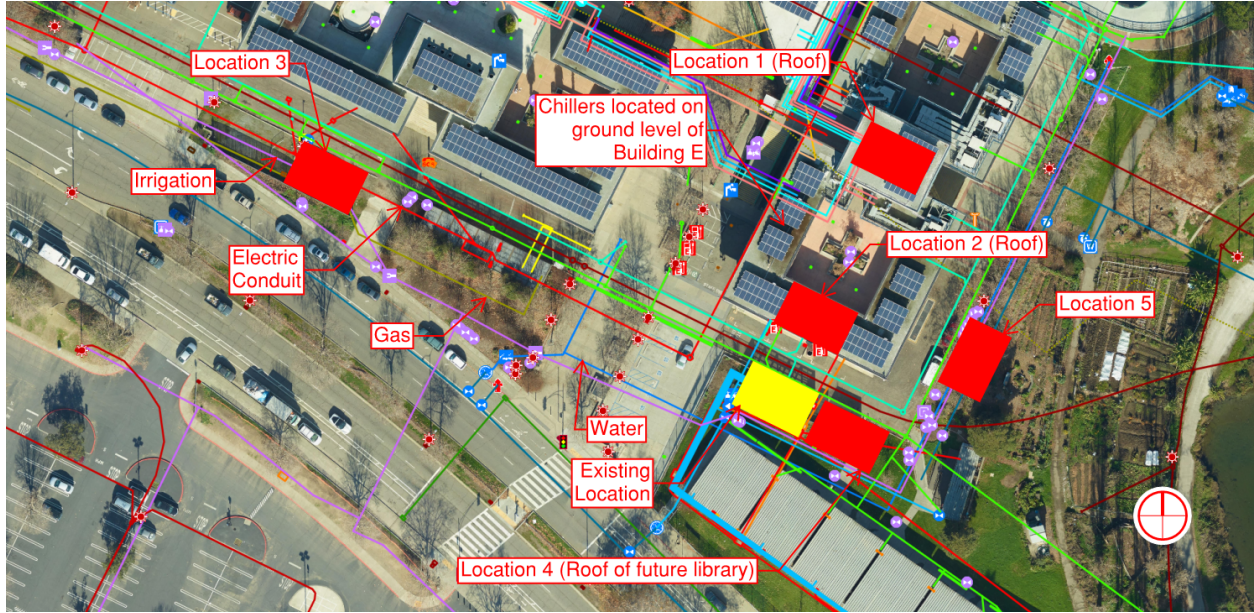 Location 3
Location 1 (Roof)
Chillers located on
ground level of
Building E
Irrigation
Electric
Conduit
Location 2 (Roof)
Location 5
Gas
Water
Existing
Location
Location 4 (Roof of future library)
E
E